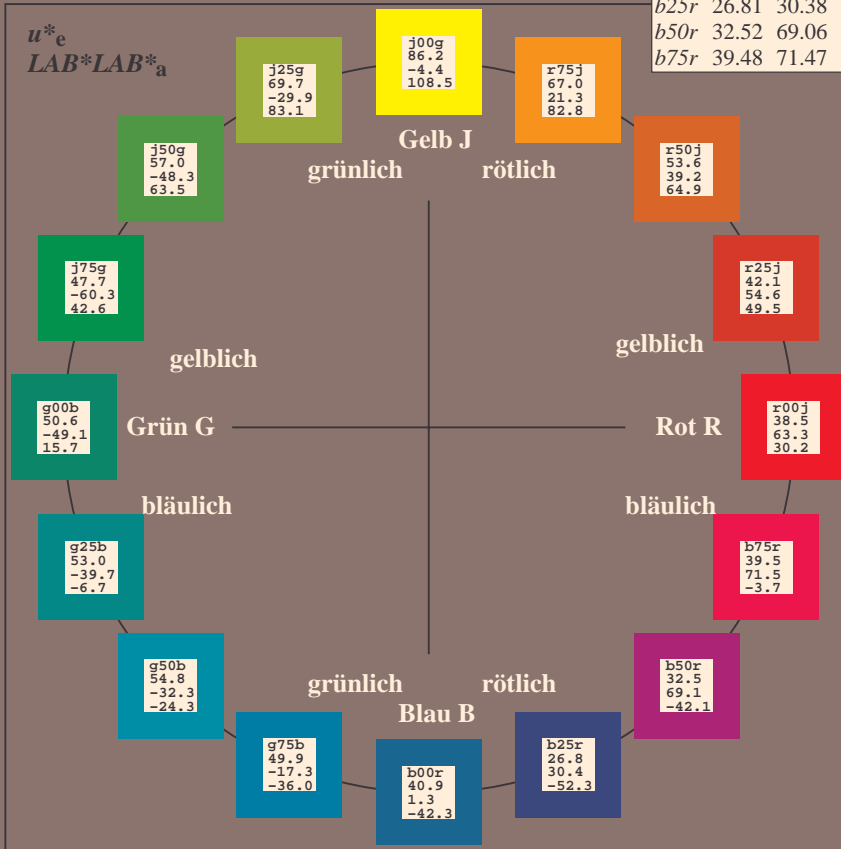 b25r 26.81 30.38
b50r 32.52 69.06
b75r 39.48 71.47
u*e
LAB*LAB*a
j00g
86.2
−4.4
108.5
j25g
69.7
−29.9
83.1
r75j
67.0
21.3
82.8
j50g
57.0
−48.3
63.5
r50j
53.6
39.2
64.9
Gelb J
grünlich rötlich
j75g
47.7
−60.3
42.6
r25j
42.1
54.6
49.5
gelblich
gelblich
g00b
50.6
−49.1
15.7
Grün G
Rot R
r00j
38.5
63.3
30.2
bläulich
bläulich
g25b
53.0
−39.7
−6.7
b75r
39.5
71.5
−3.7
g50b
54.8
−32.3
−24.3
b50r
32.5
69.1
−42.1
grünlich rötlich
Blau B
g75b
49.9
−17.3
−36.0
b00r
40.9
1.3
−42.3
b25r
26.8
30.4
−52.3